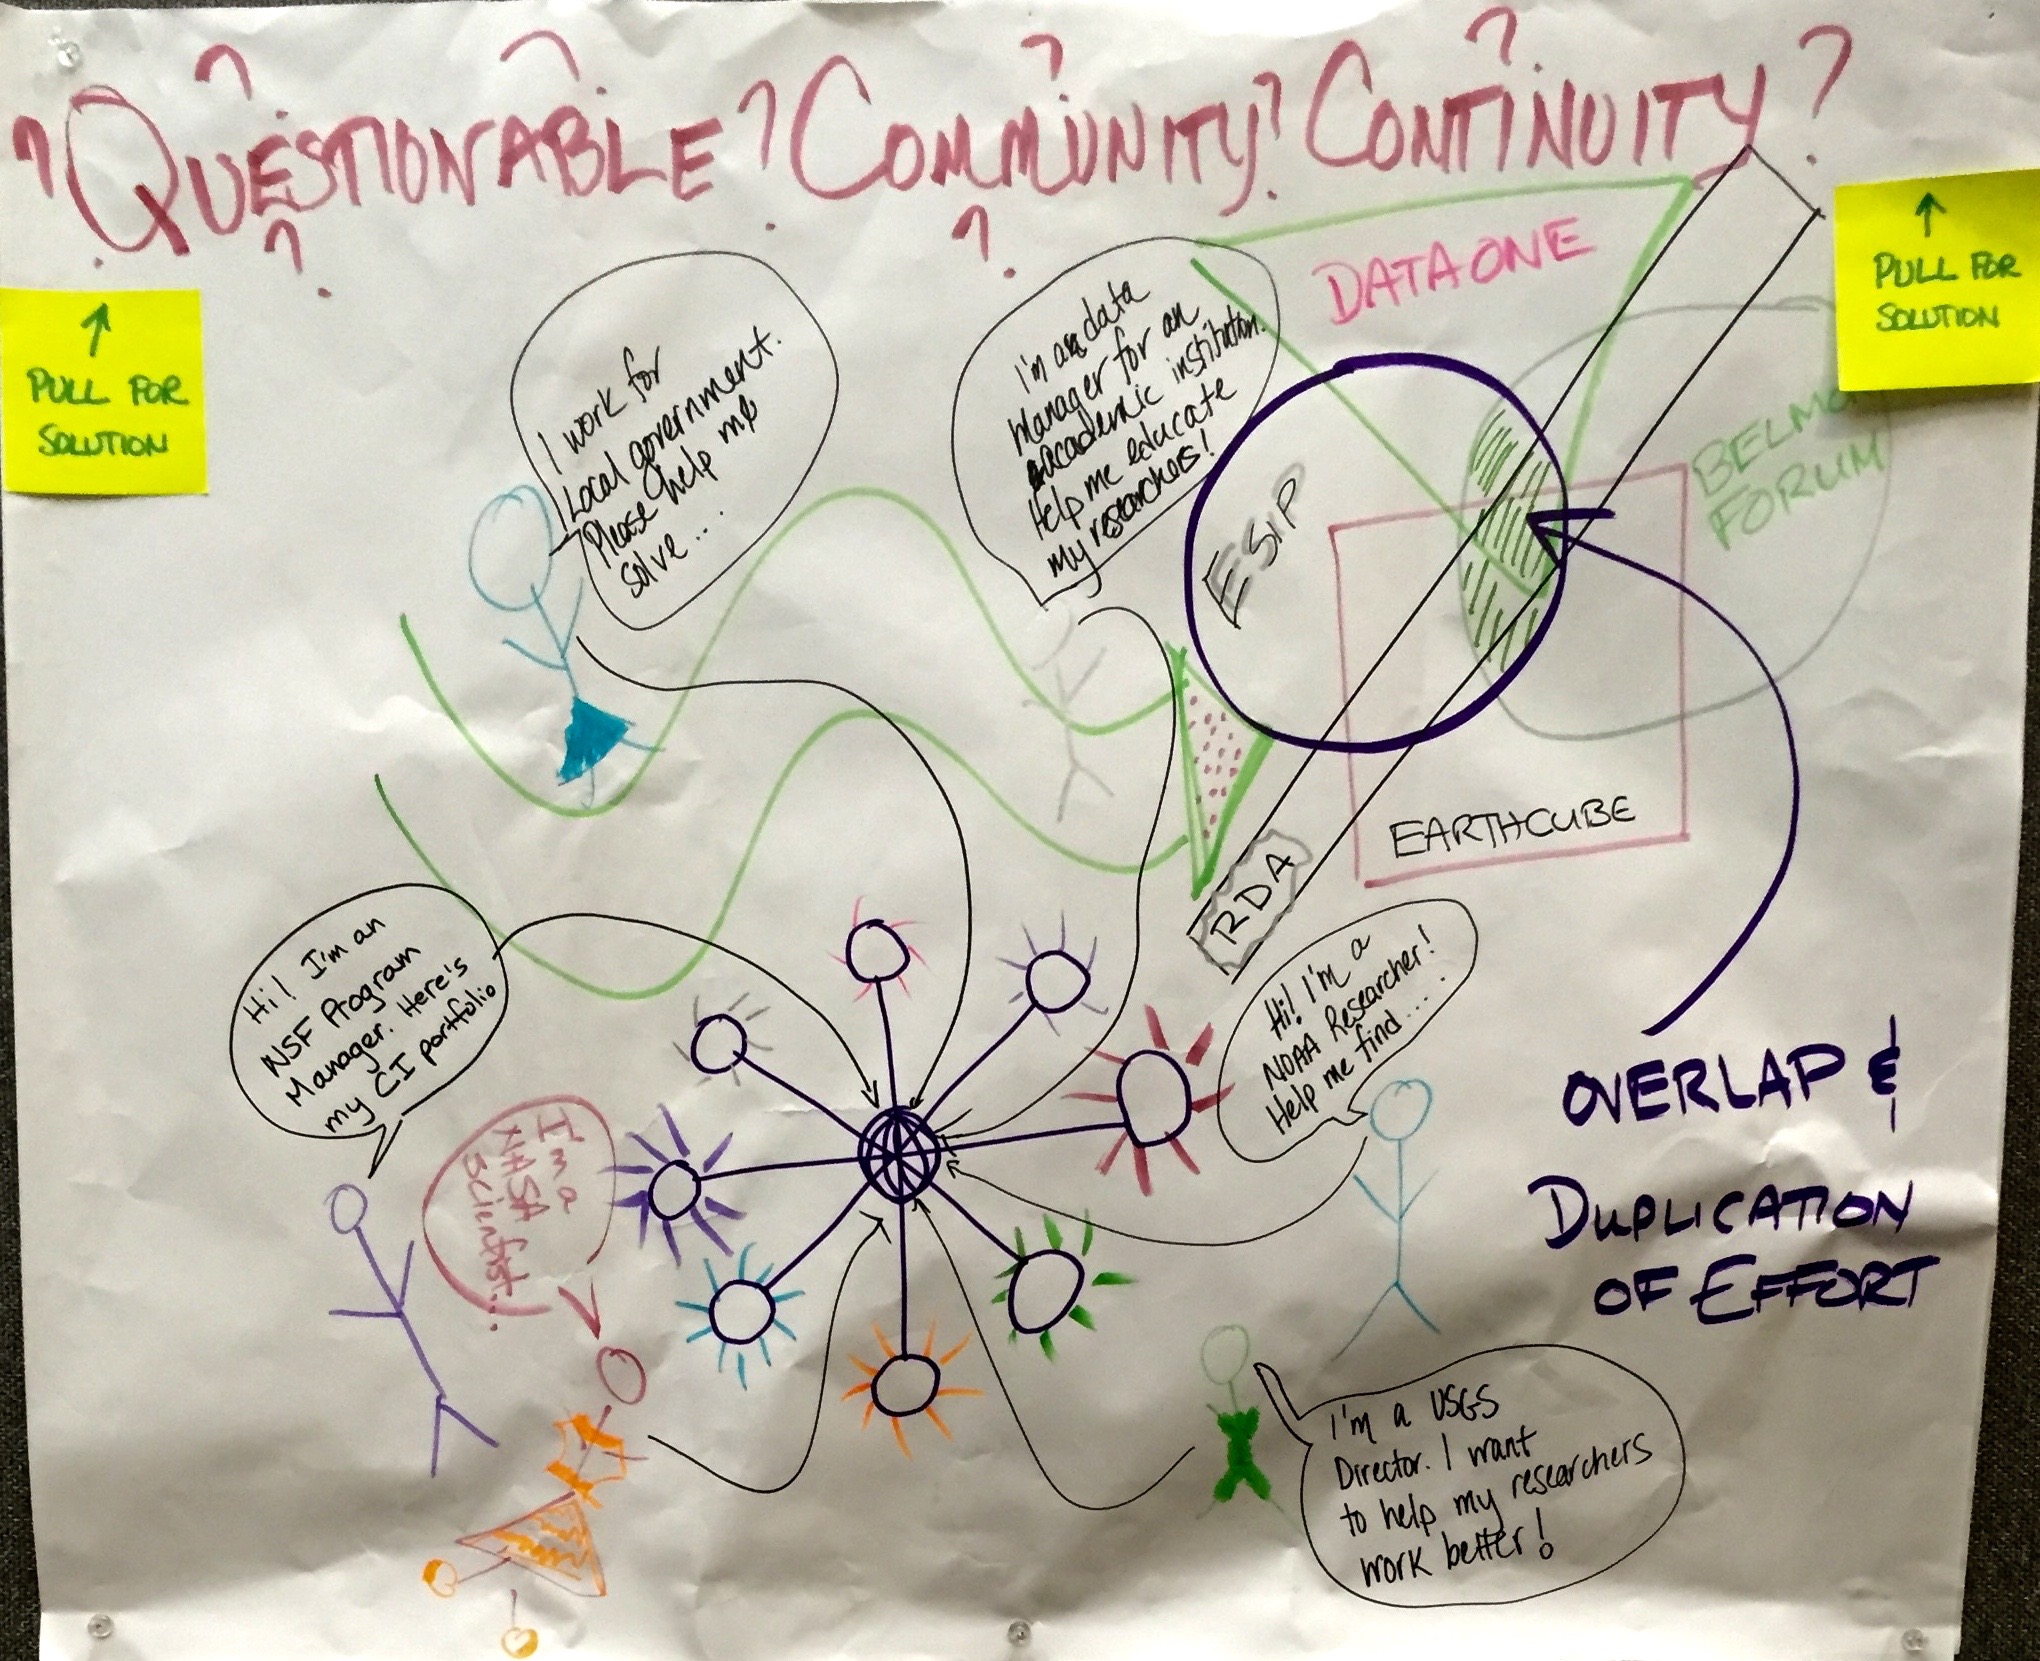 ? QUESTIONABLE ? COMMUNITY ? CONTINUITY ?
↑
PULL FOR
SOLUTION
↑
PULL FOR
SOLUTION
I work for
Local government.
Please help me
solve...
I'm a data
Manager for an
academic institution.
Help me educate
my researchers!
DATAONE
ESIP
BELMO
FORUM
EARTHCUBE
RDA
Hi! I'm an
NSF Program
Manager. Here's
my CI portfolio
Hi! I'm a
NOAA Researcher!
Help me find....
I'm a
NASA
Scientist...
OVERLAP &
DUPLICATION
OF EFFORT
I'm a USGS
Director. I want
to help my researchers
work better!